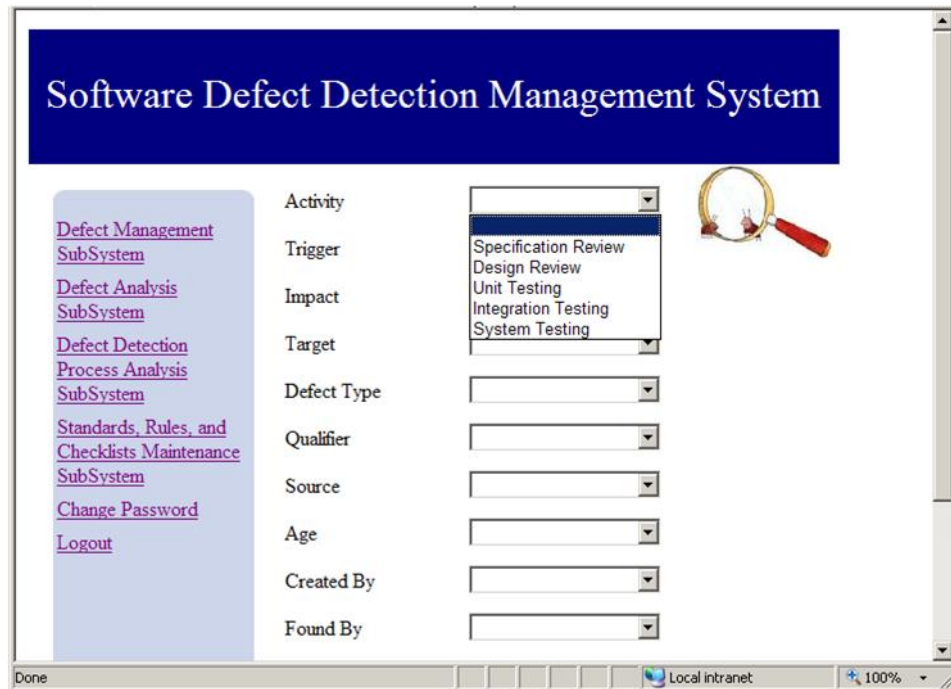 Software Defect Detection Management System
Defect Management
SubSystem
Defect Analysis
SubSystem
Defect Detection
Process Analysis
SubSystem
Standards, Rules, and
Checklists Maintenance
SubSystem
Change Password
Logout
Activity
Specification Review
Design Review
Unit Testing
Integration Testing
System Testing
Trigger
Impact
Target
Defect Type
Qualifier
Source
Age
Created By
Found By
Done
Local intranet
100%